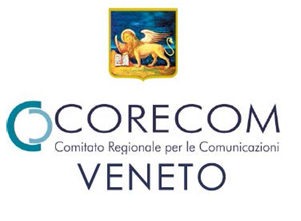 CORECOM
Comitato Regionale per le Comunicazioni
VENETO